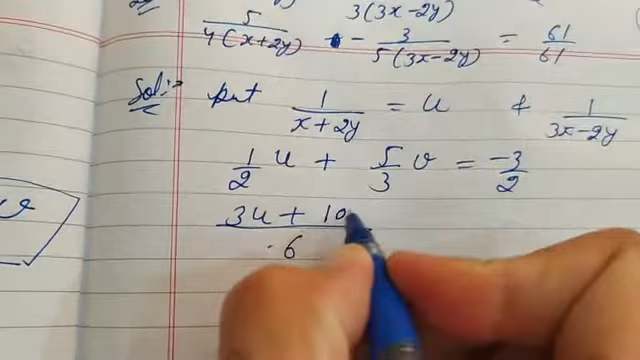 3(3x-2y)
5/4(x+2y) - 3/5(3x-2y) = 61/61
Sol:- put 1/(x+2y) = u & 1/(3x-2y)
1/2 u + 5/3 v = -3/2
(3u + 10)/6
v